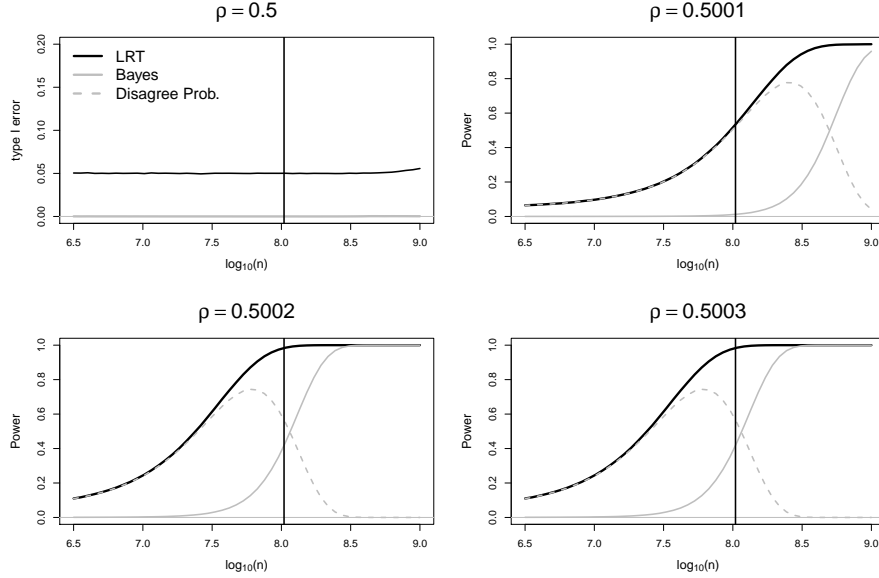 ρ = 0.5
type I error
0.00 0.05 0.10 0.15 0.20
LRT
Bayes
Disagree Prob.
6.5 7.0 7.5 8.0 8.5 9.0
log10(n)
ρ = 0.5001
Power
0.0 0.2 0.4 0.6 0.8 1.0
6.5 7.0 7.5 8.0 8.5 9.0
log10(n)
ρ = 0.5002
Power
0.0 0.2 0.4 0.6 0.8 1.0
6.5 7.0 7.5 8.0 8.5 9.0
log10(n)
ρ = 0.5003
Power
0.0 0.2 0.4 0.6 0.8 1.0
6.5 7.0 7.5 8.0 8.5 9.0
log10(n)